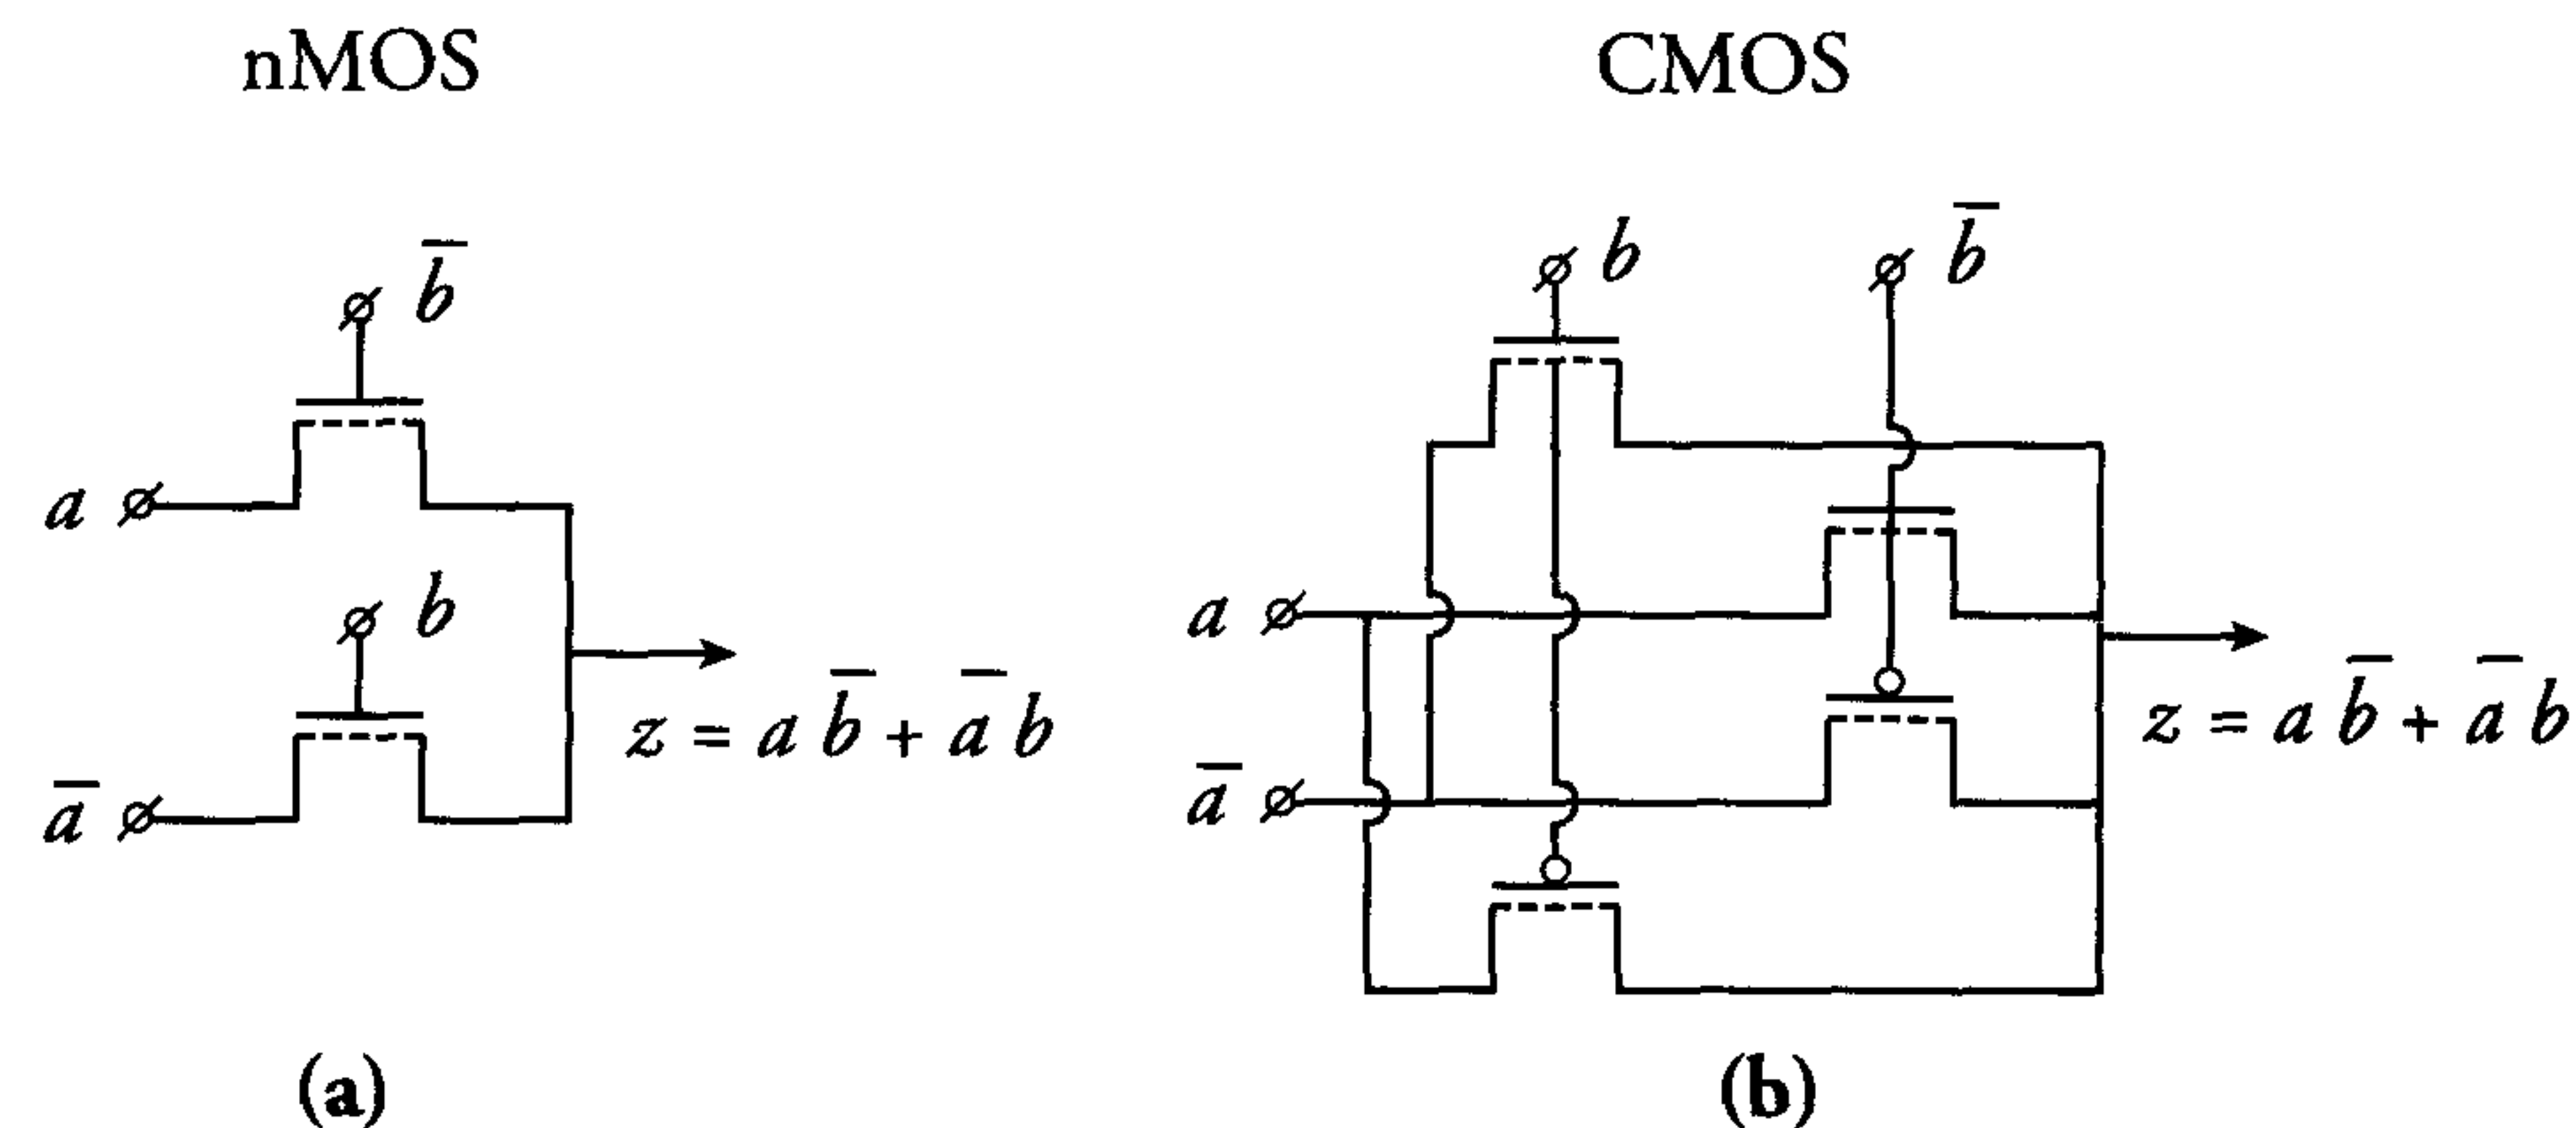 nMOS
CMOS
b̅
b
b̅
a
b
a
a̅
z = a b̅ + a̅ b
a̅
z = a b̅ + a̅ b
(a)
(b)